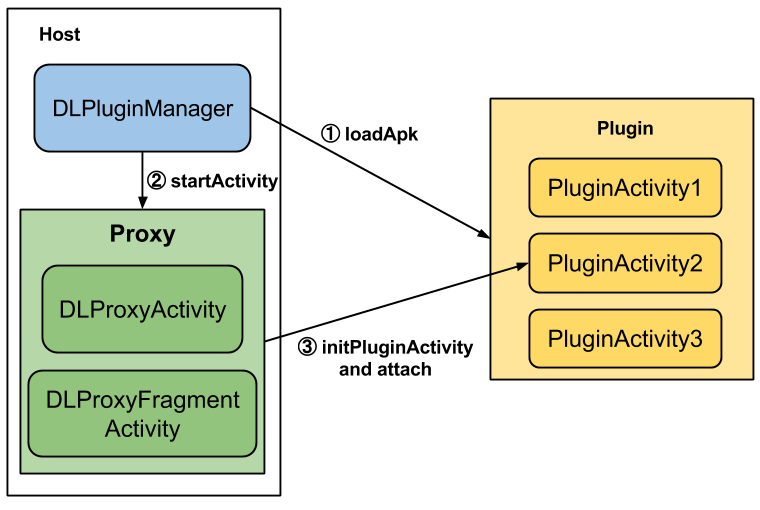 Host
DLPluginManager
① loadApk
② startActivity
Proxy
DLProxyActivity
DLProxyFragment
Activity
③ initPluginActivity
and attach
Plugin
PluginActivity1
PluginActivity2
PluginActivity3